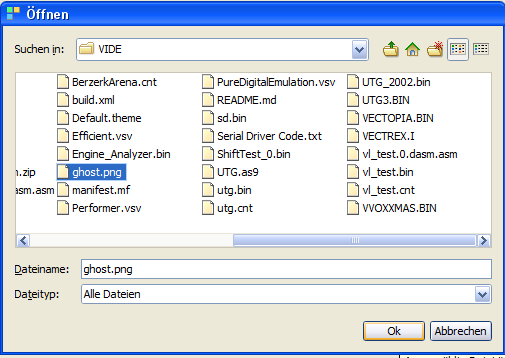 Öffnen
Suchen in: VIDE
BerzerkArena.cnt PureDigitalEmulation.vsv UTG_2002.bin
build.xml README.md UTG3.BIN
Default.theme sd.bin VECTOPIA.BIN
Efficient.vsv Serial Driver Code.txt VECTREX.I
Engine_Analyzer.bin ShiftTest_0.bin vl_test.0.dasm.asm
n.zip ghost.png UTG.as9 vl_test.bin
asm.asm manifest.mf utg.bin vl_test.cnt
Performer.vsv utg.cnt VVOXXMAS.BIN
Dateiname: ghost.png
Dateityp: Alle Dateien
Ok Abbrechen